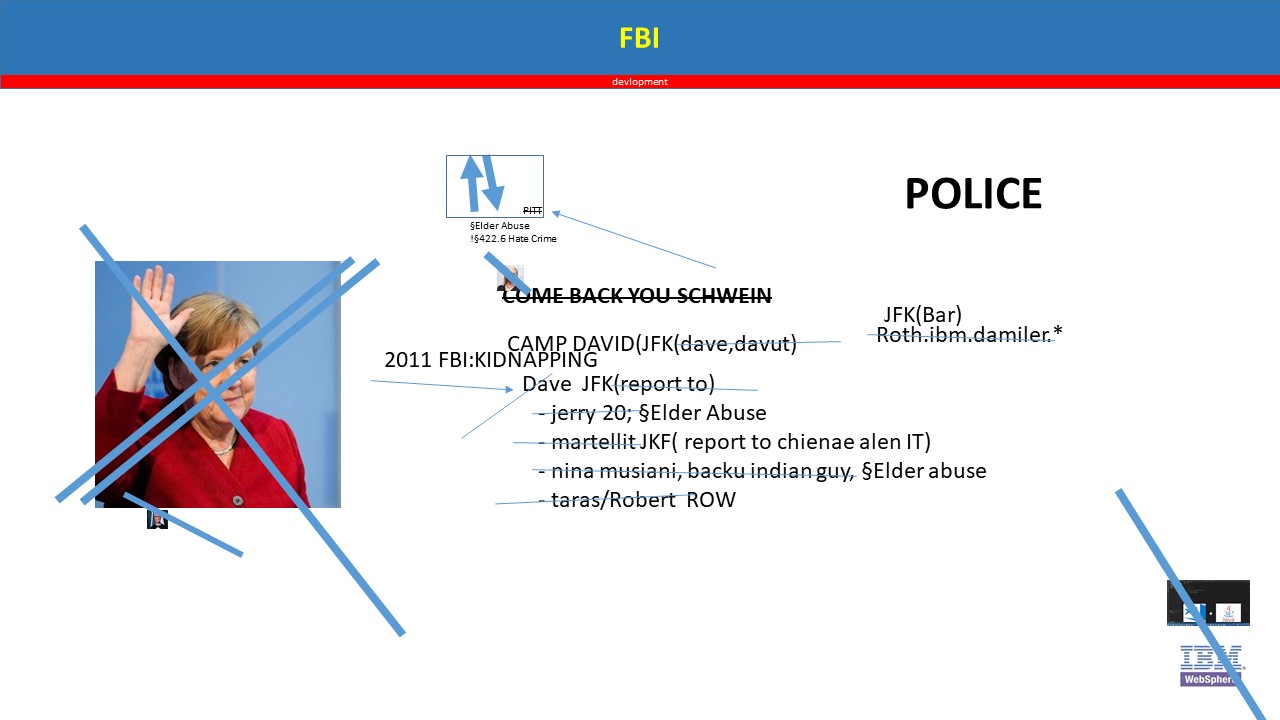 FBI
devlopment
POLICE
PITT
§Elder Abuse
!§422.6 Hate Crime
COME BACK YOU SCHWEIN
JFK(Bar)
Roth.ibm.damiler.*
CAMP DAVID(JFK(dave,davut)
2011 FBI:KIDNAPPING
Dave JFK(report to)
- jerry 20; §Elder Abuse
- martellit JKF( report to chienae alen IT)
- nina musiani, backu indian guy, §Elder abuse
- taras/Robert ROW
IBM.
WebSphere